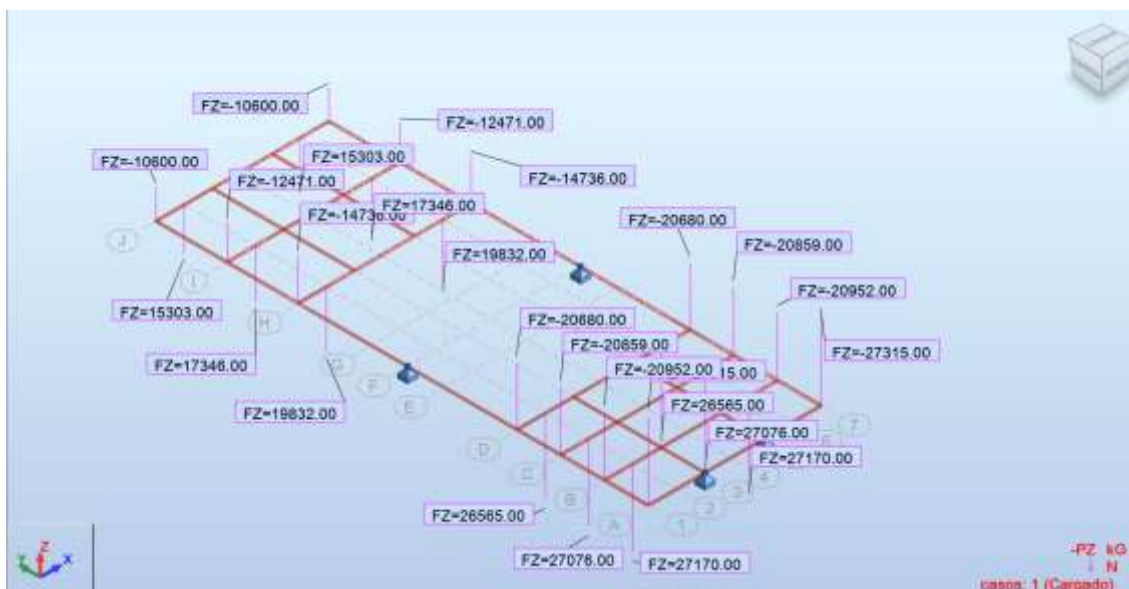 FZ=-10600.00
FZ=-12471.00
FZ=-10600.00
FZ=15303.00
FZ=-14736.00
FZ=-12471.00
FZ=17346.00
FZ=-14736.00
FZ=-20680.00
FZ=-20859.00
FZ=19832.00
FZ=-20952.00
FZ=15303.00
FZ=-20680.00
FZ=-20859.00
FZ=-27315.00
FZ=17346.00
FZ=-20952.00
15.00
FZ=19832.00
FZ=26565.00
FZ=27076.00
FZ=27170.00
FZ=26565.00
FZ=27076.00
FZ=27170.00
J
I
H
G
F
E
D
C
B
A
1
2
3
4
7
Z
Y
X
-PZ kG
N
casos: 1 (Cargado)